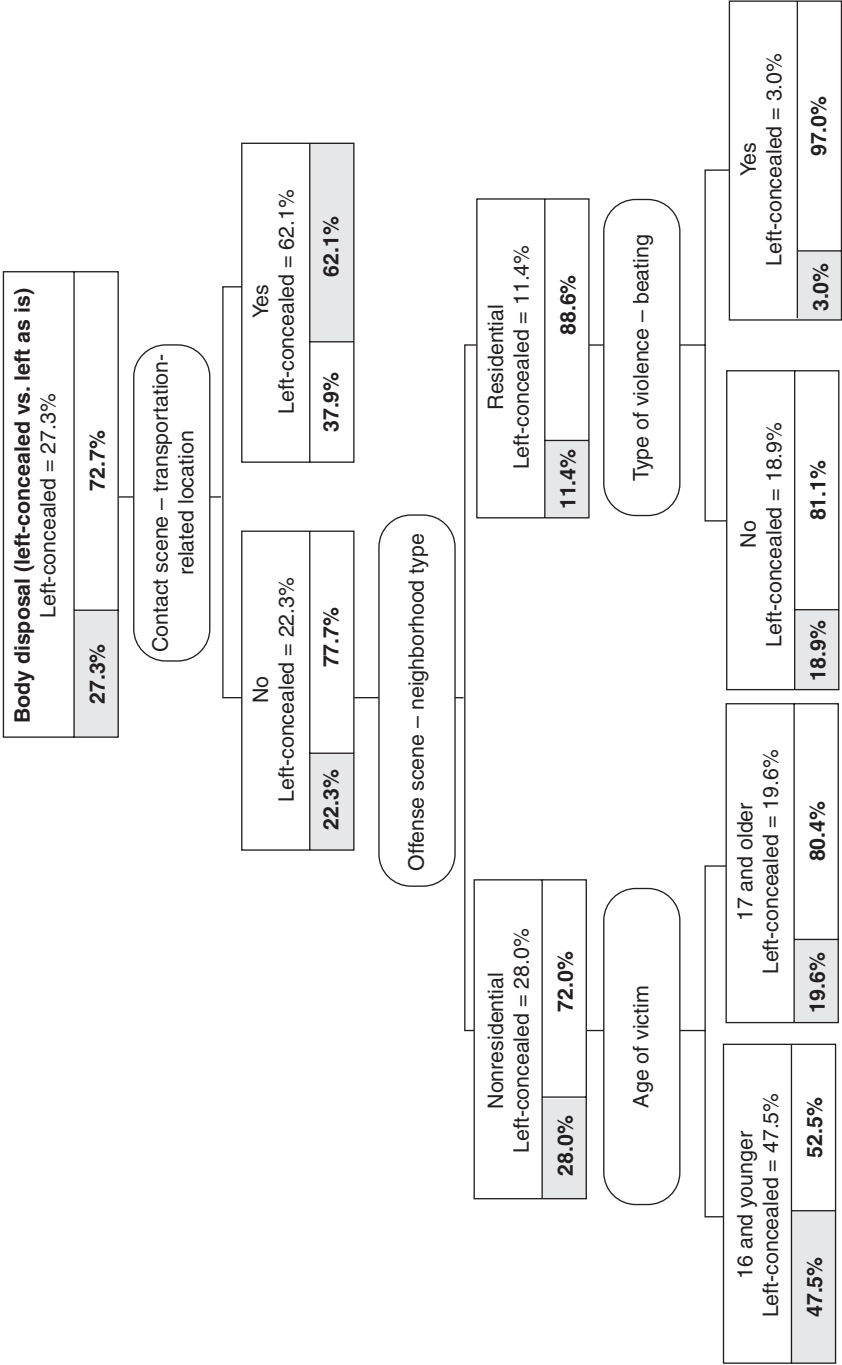 Body disposal (left-concealed vs. left as is)
Left-concealed = 27.3%
27.3% 72.7%
Contact scene – transportation-
related location
No
Left-concealed = 22.3%
22.3% 77.7%
Yes
Left-concealed = 62.1%
37.9% 62.1%
Offense scene – neighborhood type
Nonresidential
Left-concealed = 28.0%
28.0% 72.0%
Residential
Left-concealed = 11.4%
11.4% 88.6%
Age of victim
Type of violence – beating
16 and younger
Left-concealed = 47.5%
47.5% 52.5%
17 and older
Left-concealed = 19.6%
19.6% 80.4%
No
Left-concealed = 18.9%
18.9% 81.1%
Yes
Left-concealed = 3.0%
3.0% 97.0%